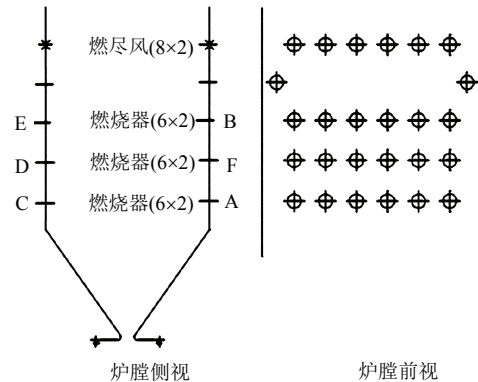 燃尽风(8×2)
E 燃烧器(6×2) B
D 燃烧器(6×2) F
C 燃烧器(6×2) A
炉膛侧视 炉膛前视